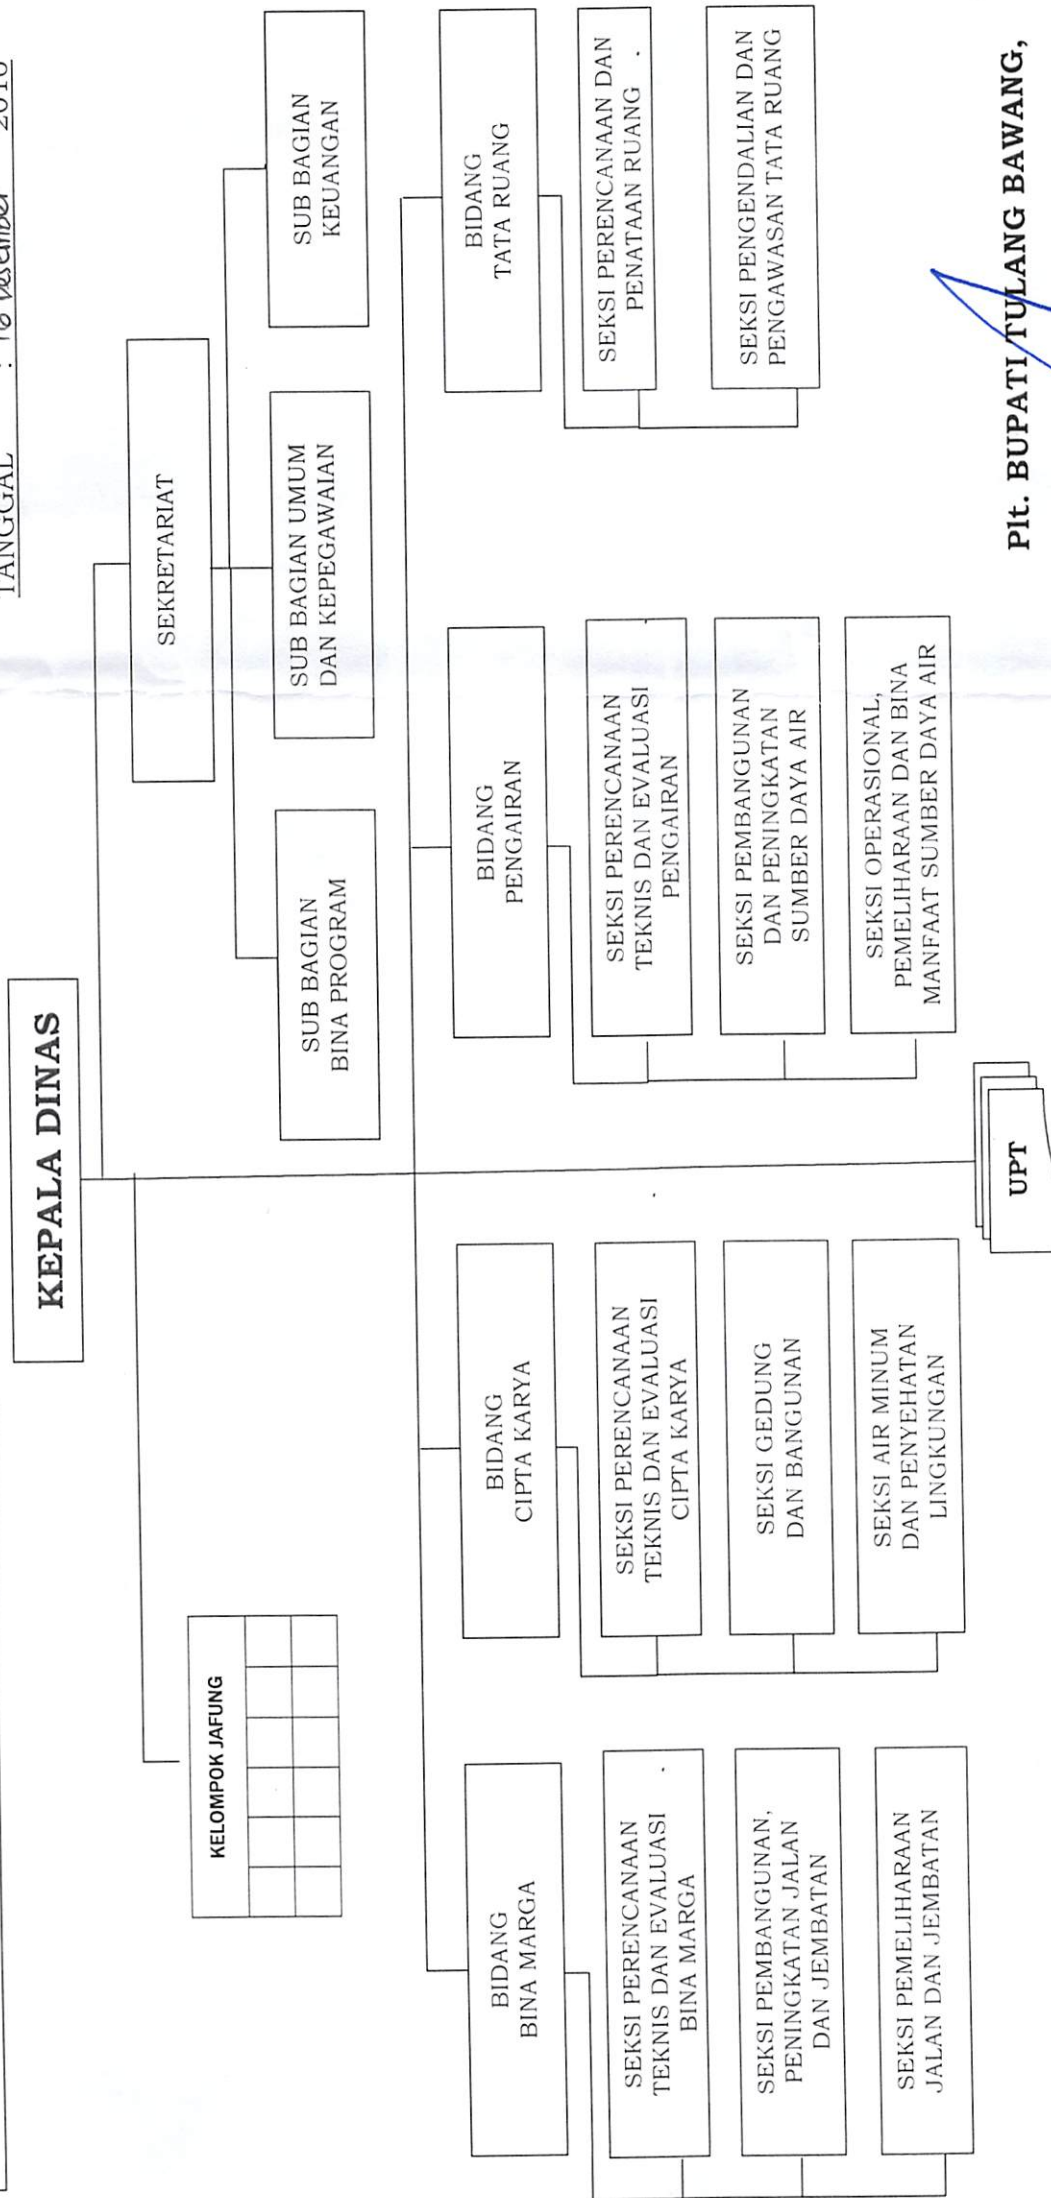 TANGGAL : 16 Desember 2016
KEPALA DINAS
SEKRETARIAT
KELOMPOK JAFUNG
SUB BAGIAN
BINA PROGRAM
SUB BAGIAN UMUM
DAN KEPEGAWAIAN
SUB BAGIAN
KEUANGAN
BIDANG
BINA MARGA
SEKSI PERENCANAAN
TEKNIS DAN EVALUASI
BINA MARGA
SEKSI PEMBANGUNAN,
PENINGKATAN JALAN
DAN JEMBATAN
SEKSI PEMELIHARAAN
JALAN DAN JEMBATAN
BIDANG
CIPTA KARYA
SEKSI PERENCANAAN
TEKNIS DAN EVALUASI
CIPTA KARYA
SEKSI GEDUNG
DAN BANGUNAN
SEKSI AIR MINUM
DAN PENYEHATAN
LINGKUNGAN
BIDANG
PENGAIRAN
SEKSI PERENCANAAN
TEKNIS DAN EVALUASI
PENGAIRAN
SEKSI PEMBANGUNAN
DAN PENINGKATAN
SUMBER DAYA AIR
SEKSI OPERASIONAL,
PEMELIHARAAN DAN BINA
MANFAAT SUMBER DAYA AIR
BIDANG
TATA RUANG
SEKSI PERENCANAAN DAN
PENATAAN RUANG
SEKSI PENGENDALIAN DAN
PENGAWASAN TATA RUANG
UPT
Plt. BUPATI TULANG BAWANG,